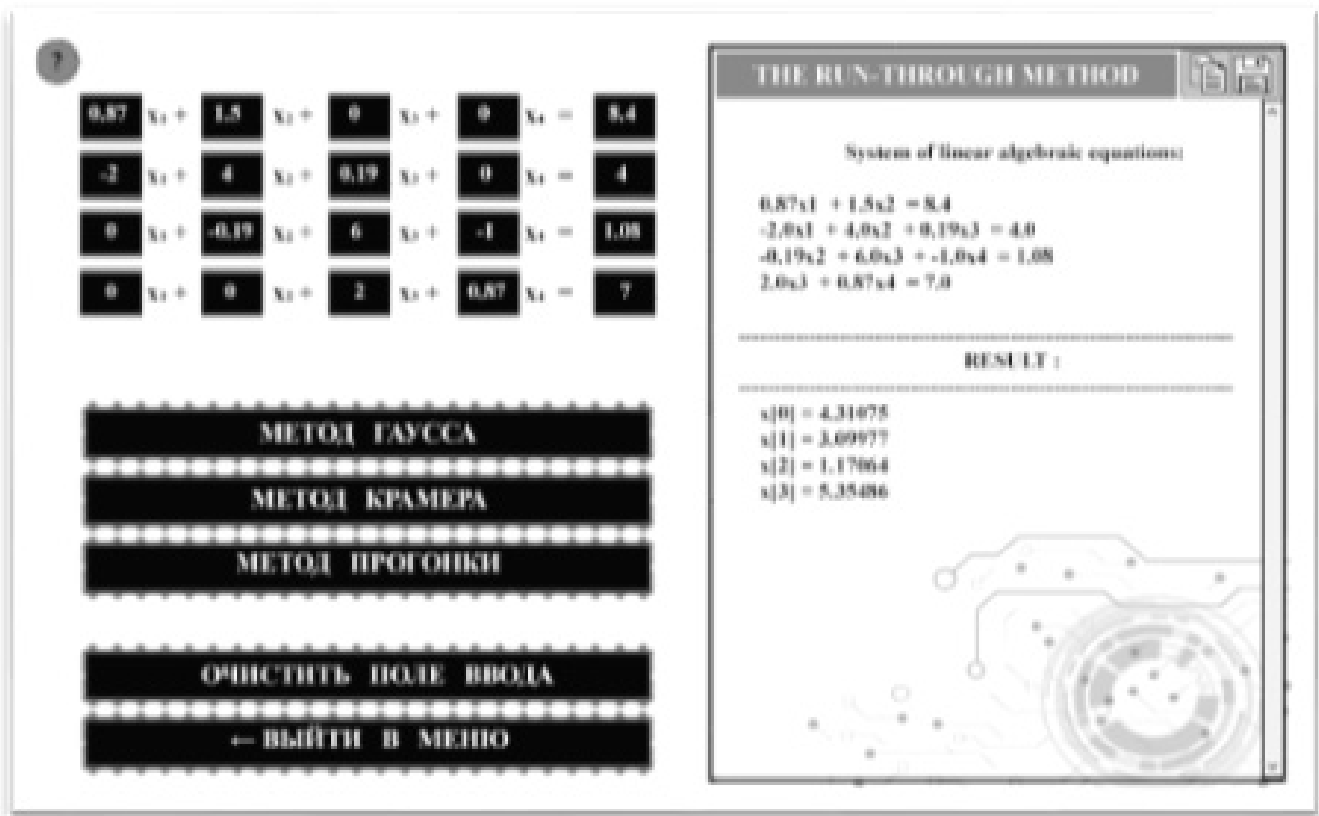 ?
0,87 x₁ + 1.5 x₂ + 0 x₃ + 0 x₄ = 8.4
-2 x₁ + 4 x₂ + 0,19 x₃ + 0 x₄ = 4
0 x₁ + -0.19 x₂ + 6 x₃ + -1 x₄ = 1.08
0 x₁ + 0 x₂ + 2 x₃ + 0.87 x₄ = 7
МЕТОД ГАУССА
МЕТОД КРАМЕРА
МЕТОД ПРОГОНКИ
ОЧИСТИТЬ ПОЛЕ ВВОДА
← ВЫЙТИ В МЕНЮ
THE RUN-THROUGH METHOD
System of linear algebraic equations:
0.87x1 + 1.5x2 = 8.4
-2.0x1 + 4.0x2 + 0.19x3 = 4.0
-0.19x2 + 6.0x3 + -1.0x4 = 1.08
2.0x3 + 0.87x4 = 7.0
RESULT :
x[0] = 4.31075
x[1] = 3.09977
x[2] = 1.17064
x[3] = 5.35486